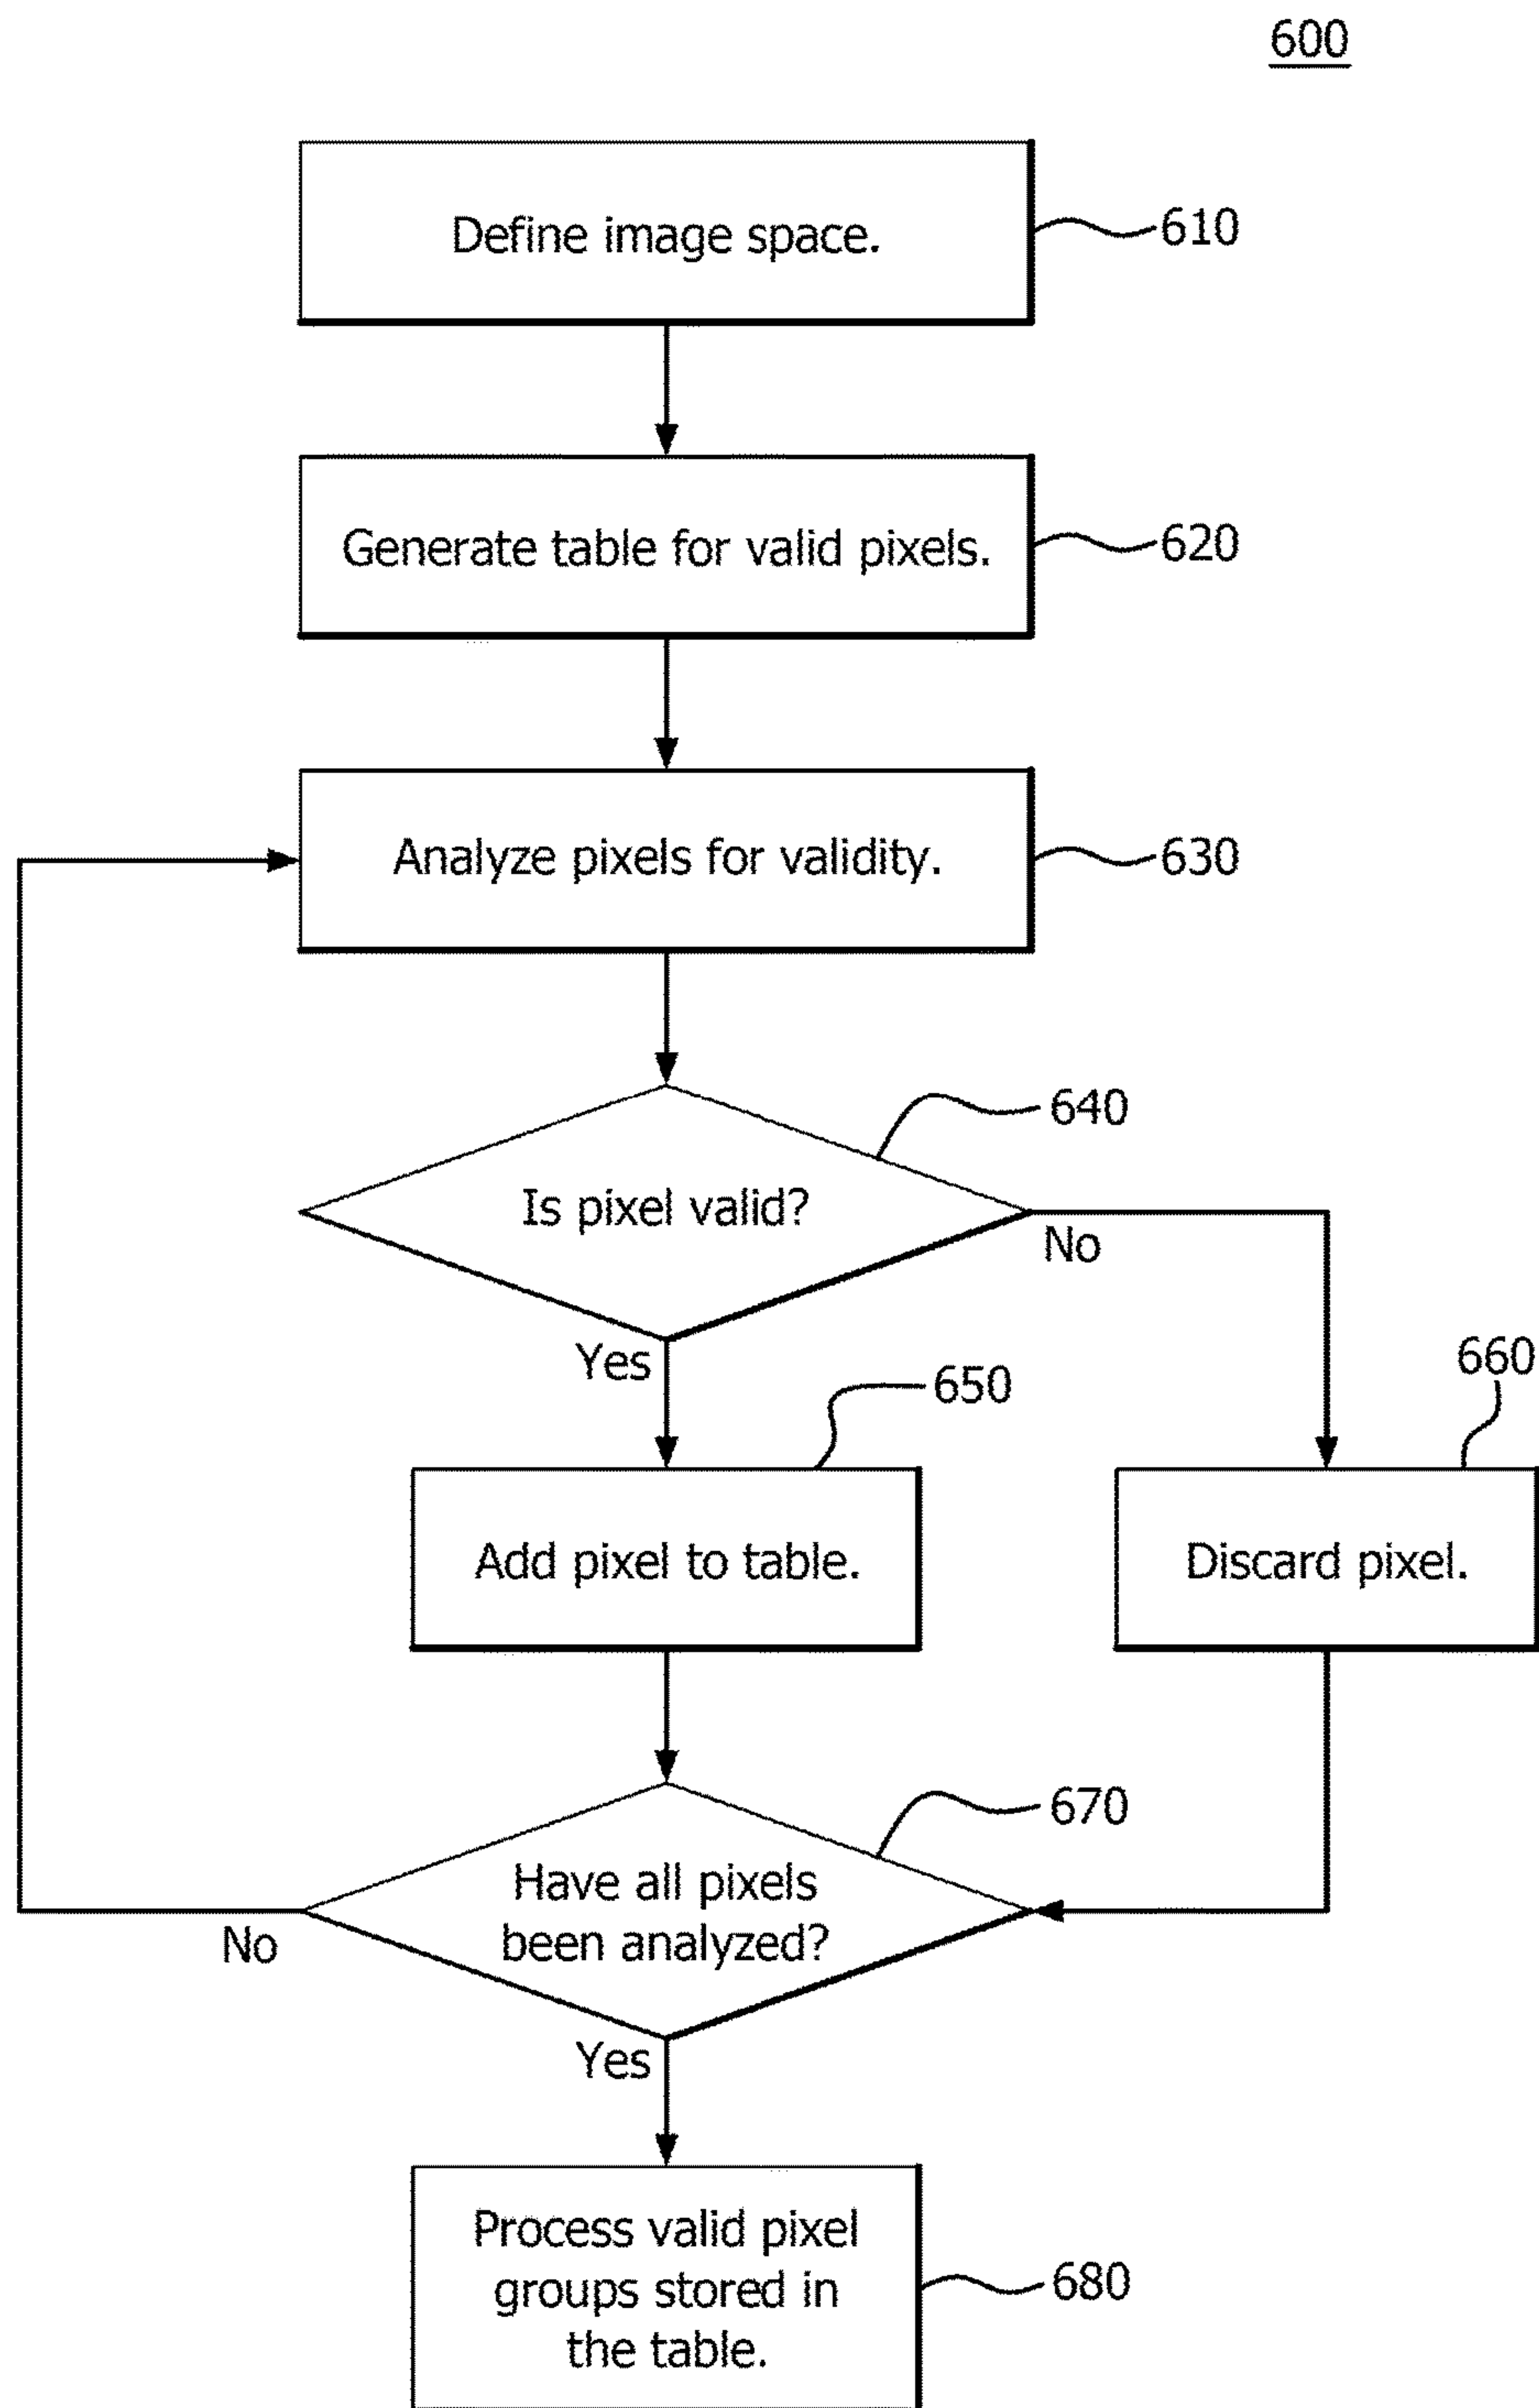 600
Define image space.
610
Generate table for valid pixels.
620
Analyze pixels for validity.
630
640
Is pixel valid?
No
Yes
650
660
Add pixel to table.
Discard pixel.
670
Have all pixels
been analyzed?
No
Yes
Process valid pixel
groups stored in
the table.
680